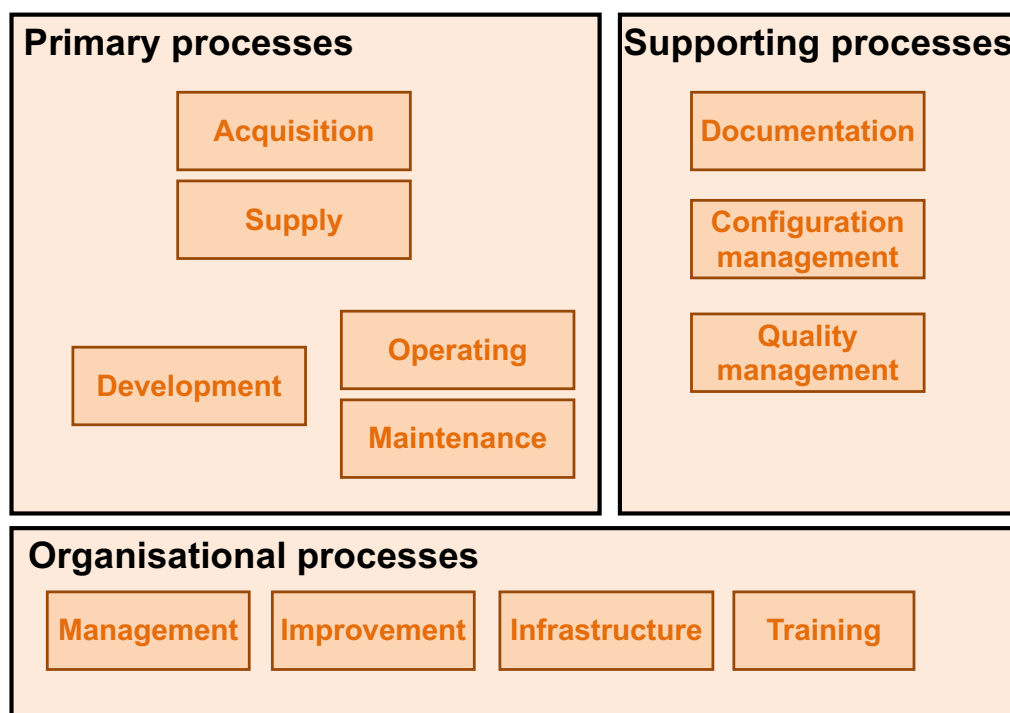 Primary processes
Acquisition
Supply
Development
Operating
Maintenance
Supporting processes
Documentation
Configuration
management
Quality
management
Organisational processes
Management
Improvement
Infrastructure
Training